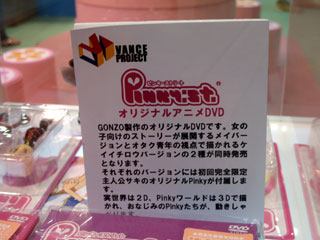 VANCE
PROJECT
Pinky:st.
オリジナルアニメDVD
GONZO製作のオリジナルDVDです。女の
子向けのストーリーが展開するメイバー
ジョンとオタク青年の視点で描かれるケ
イイチロウバージョンの2種が同時発売と
なります。
それぞれのバージョンには初回完全限定
主人公サキのオリジナルPinkyが付属しま
す。
実世界は2D、Pinkyワールドは3Dで描
かれ、おなじみのPinkyたちが、動きしゃ